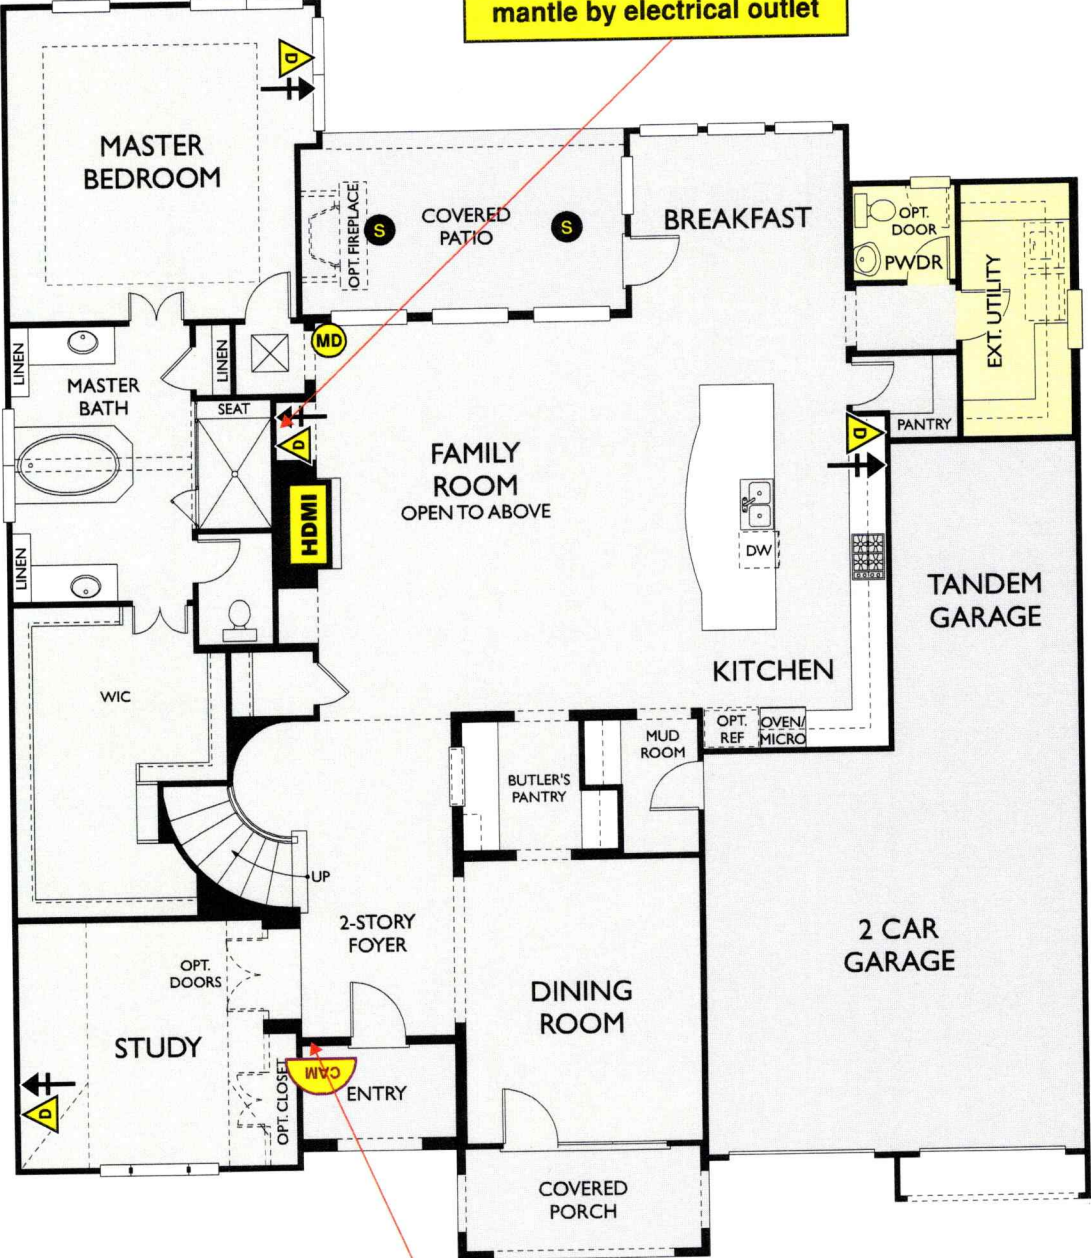 mantle by electrical outlet
D
MASTER
BEDROOM
OPT. FIREPLACE
S
COVERED
PATIO
S
BREAKFAST
OPT.
DOOR
PWDR
EXT. UTILITY
MD
LINEN
LINEN
MASTER
BATH
SEAT
D
PANTRY
D
FAMILY
ROOM
OPEN TO ABOVE
HDMI
DW
LINEN
TANDEM
GARAGE
KITCHEN
WIC
OPT.
REF
OVEN/
MICRO
MUD
ROOM
BUTLER'S
PANTRY
UP
2-STORY
FOYER
2 CAR
GARAGE
OPT.
DOORS
DINING
ROOM
STUDY
D
OPT. CLOSET
CAM
ENTRY
COVERED
PORCH